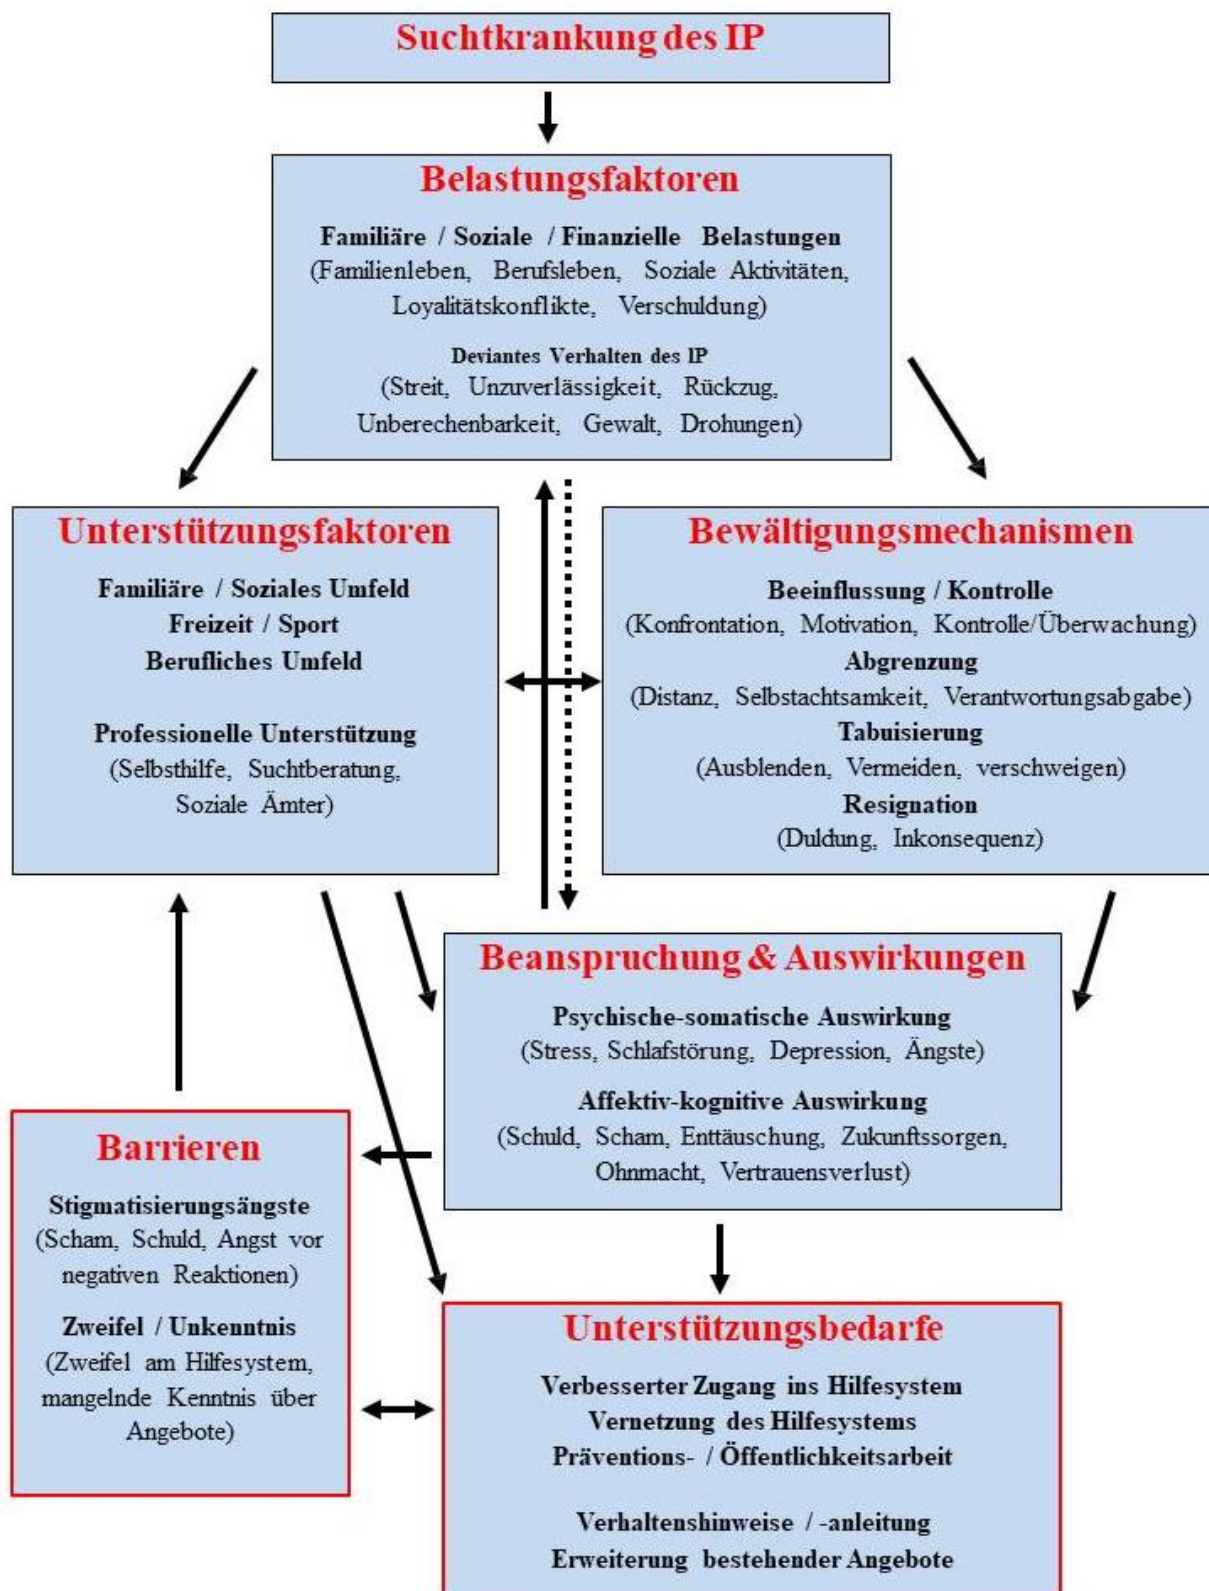 Suchtkrankung des IP
Belastungsfaktoren
Familiäre / Soziale / Finanzielle Belastungen
(Familienleben, Berufsleben, Soziale Aktivitäten,
Loyalitätskonflikte, Verschuldung)
Deviantes Verhalten des IP
(Streit, Unzuverlässigkeit, Rückzug,
Unberechenbarkeit, Gewalt, Drohungen)
Unterstützungsfaktoren
Familiäre / Soziales Umfeld
Freizeit / Sport
Berufliches Umfeld
Professionelle Unterstützung
(Selbsthilfe, Suchtberatung,
Soziale Ämter)
Bewältigungsmechanismen
Beeinflussung / Kontrolle
(Konfrontation, Motivation, Kontrolle/Überwachung)
Abgrenzung
(Distanz, Selbstachtsamkeit, Verantwortungsabgabe)
Tabuisierung
(Ausblenden, Vermeiden, verschweigen)
Resignation
(Duldung, Inkonsequenz)
Beanspruchung & Auswirkungen
Psychische-somatische Auswirkung
(Stress, Schlafstörung, Depression, Ängste)
Affektiv-kognitive Auswirkung
(Schuld, Scham, Enttäuschung, Zukunftssorgen,
Ohnmacht, Vertrauensverlust)
Barrieren
Stigmatisierungsängste
(Scham, Schuld, Angst vor
negativen Reaktionen)
Zweifel / Unkenntnis
(Zweifel am Hilfesystem,
mangelnde Kenntnis über
Angebote)
Unterstützungsbedarfe
Verbesserter Zugang ins Hilfesystem
Vernetzung des Hilfesystems
Präventions- / Öffentlichkeitsarbeit
Verhaltenshinweise / -anleitung
Erweiterung bestehender Angebote